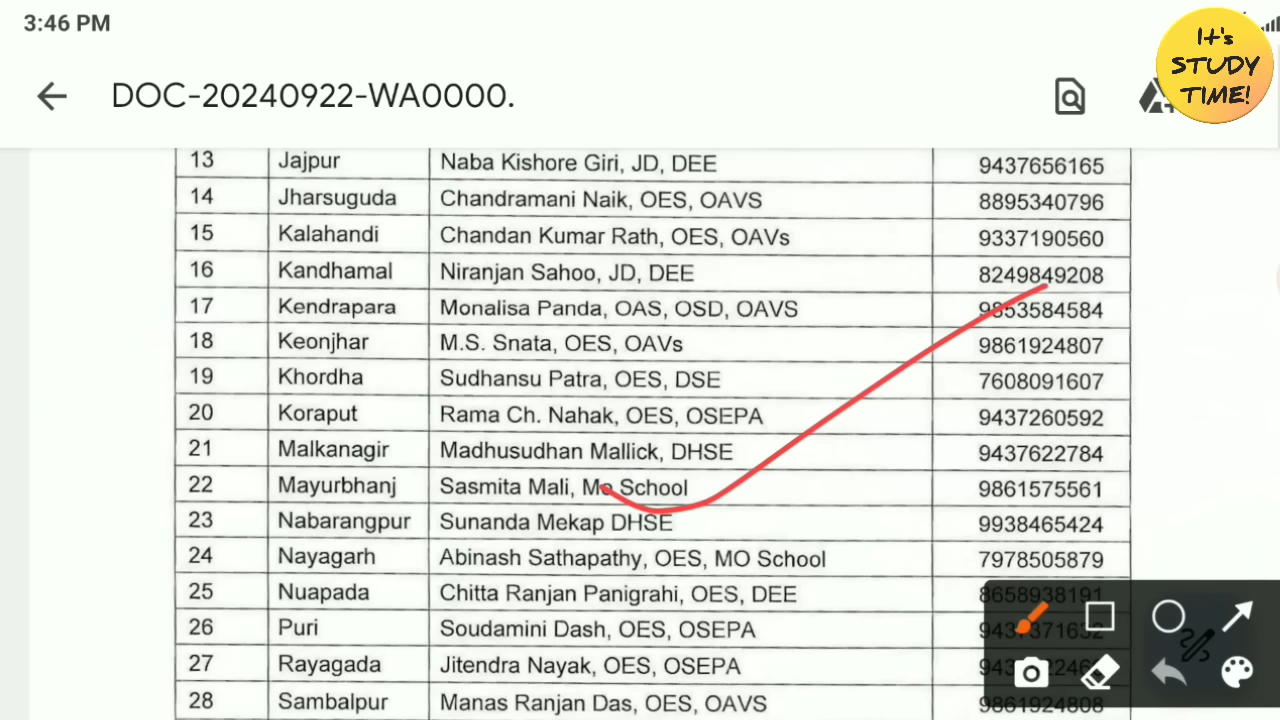 3:46 PM
It's
STUDY
TIME!
DOC-20240922-WA0000.
13 Jajpur Naba Kishore Giri, JD, DEE 9437656165
14 Jharsuguda Chandramani Naik, OES, OAVS 8895340796
15 Kalahandi Chandan Kumar Rath, OES, OAVs 9337190560
16 Kandhamal Niranjan Sahoo, JD, DEE 8249849208
17 Kendrapara Monalisa Panda, OAS, OSD, OAVS 9853584584
18 Keonjhar M.S. Snata, OES, OAVs 9861924807
19 Khordha Sudhansu Patra, OES, DSE 7608091607
20 Koraput Rama Ch. Nahak, OES, OSEPA 9437260592
21 Malkanagir Madhusudhan Mallick, DHSE 9437622784
22 Mayurbhanj Sasmita Mali, Mo School 9861575561
23 Nabarangpur Sunanda Mekap DHSE 9938465424
24 Nayagarh Abinash Sathapathy, OES, MO School 7978505879
25 Nuapada Chitta Ranjan Panigrahi, OES, DEE 8658938191
26 Puri Soudamini Dash, OES, OSEPA
27 Rayagada Jitendra Nayak, OES, OSEPA
28 Sambalpur Manas Ranjan Das, OES, OAVS 9861924808